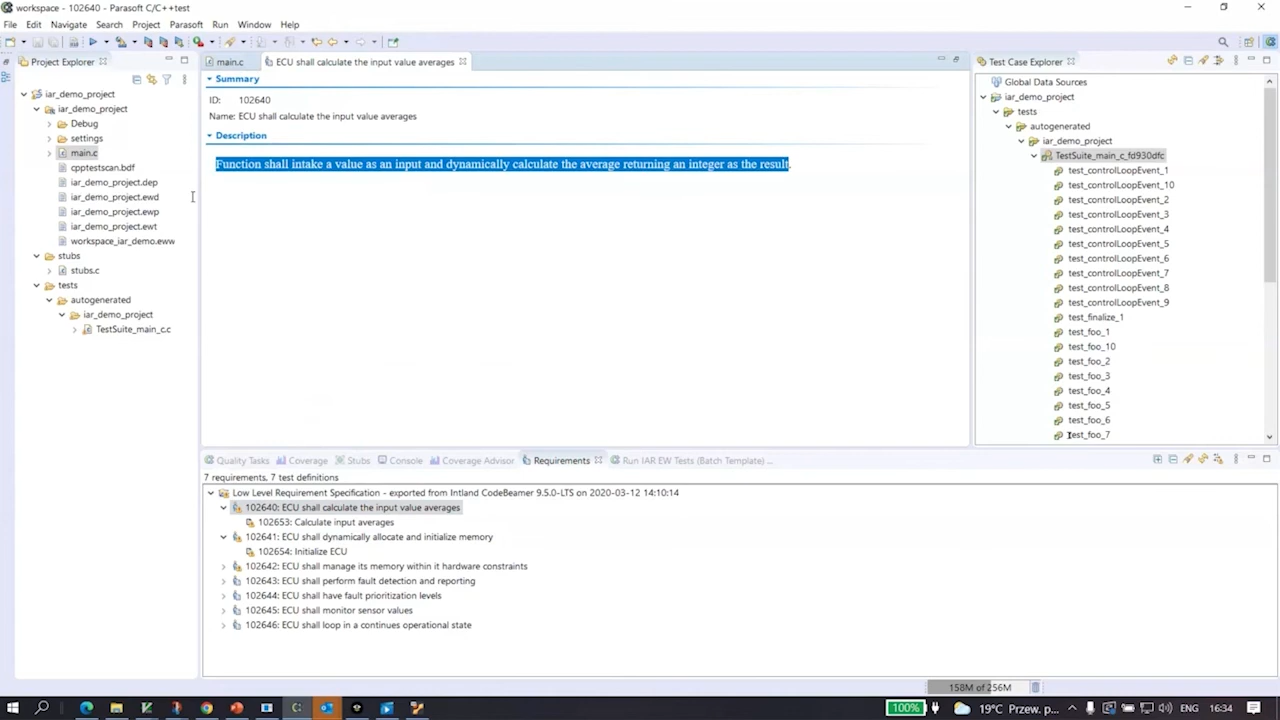 workspace - 102640 - Parasoft C/C++test
File Edit Navigate Search Project Parasoft Run Window Help
Project Explorer
iar_demo_project
iar_demo_project
Debug
settings
main.c
cpptestscan.bdf
iar_demo_project.dep
iar_demo_project.ewd
iar_demo_project.ewp
iar_demo_project.ewt
workspace_iar_demo.eww
stubs
stubs.c
tests
autogenerated
iar_demo_project
TestSuite_main_c.c
main.c ECU shall calculate the input value averages
Summary
ID: 102640
Name: ECU shall calculate the input value averages
Description
Function shall intake a value as an input and dynamically calculate the average returning an integer as the result.
Test Case Explorer
Global Data Sources
iar_demo_project
tests
autogenerated
iar_demo_project
TestSuite_main_c_fd930dfc
test_controlLoopEvent_1
test_controlLoopEvent_10
test_controlLoopEvent_2
test_controlLoopEvent_3
test_controlLoopEvent_4
test_controlLoopEvent_5
test_controlLoopEvent_6
test_controlLoopEvent_7
test_controlLoopEvent_8
test_controlLoopEvent_9
test_finalize_1
test_foo_1
test_foo_10
test_foo_2
test_foo_3
test_foo_4
test_foo_5
test_foo_6
test_foo_7
Quality Tasks Coverage Stubs Console Coverage Advisor Requirements Run IAR EW Tests (Batch Template) ...
7 requirements, 7 test definitions
Low Level Requirement Specification - exported from Intland CodeBeamer 9.5.0-LTS on 2020-03-12 14:10:14
102640: ECU shall calculate the input value averages
102653: Calculate input averages
102641: ECU shall dynamically allocate and initialize memory
102654: Initialize ECU
102642: ECU shall manage its memory within it hardware constraints
102643: ECU shall perform fault detection and reporting
102644: ECU shall have fault prioritization levels
102645: ECU shall monitor sensor values
102646: ECU shall loop in a continues operational state
158M of 256M
100% 19°C Przew. p... ENG 16:34